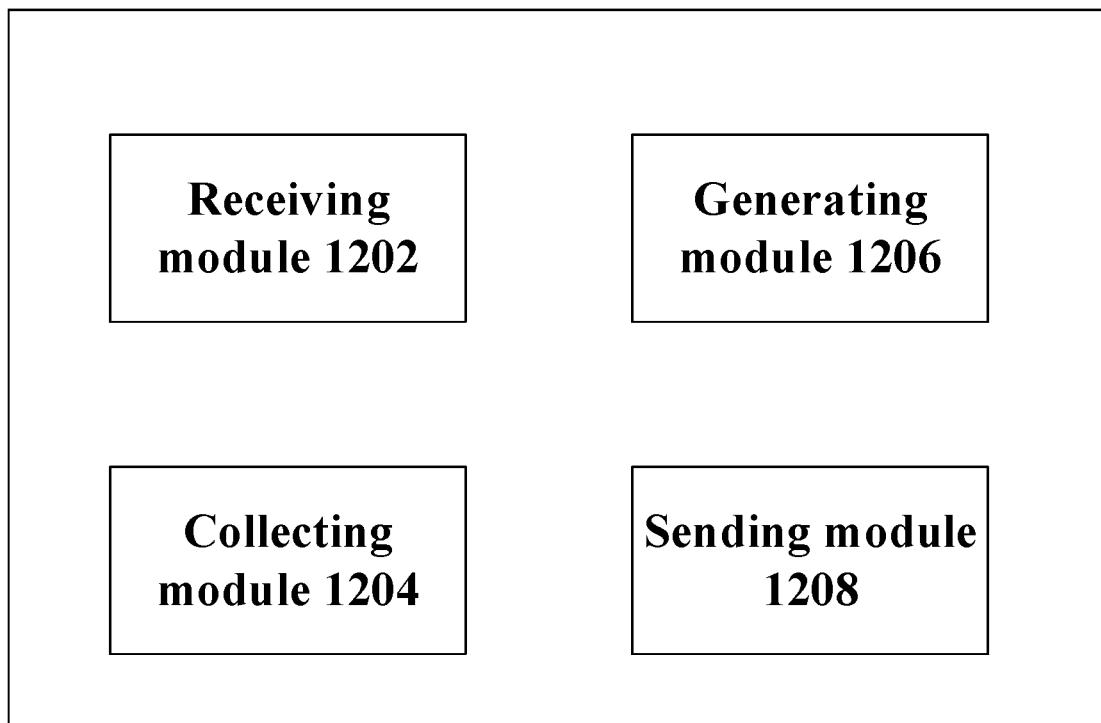 Receiving
module 1202
Generating
module 1206
Collecting
module 1204
Sending module
1208